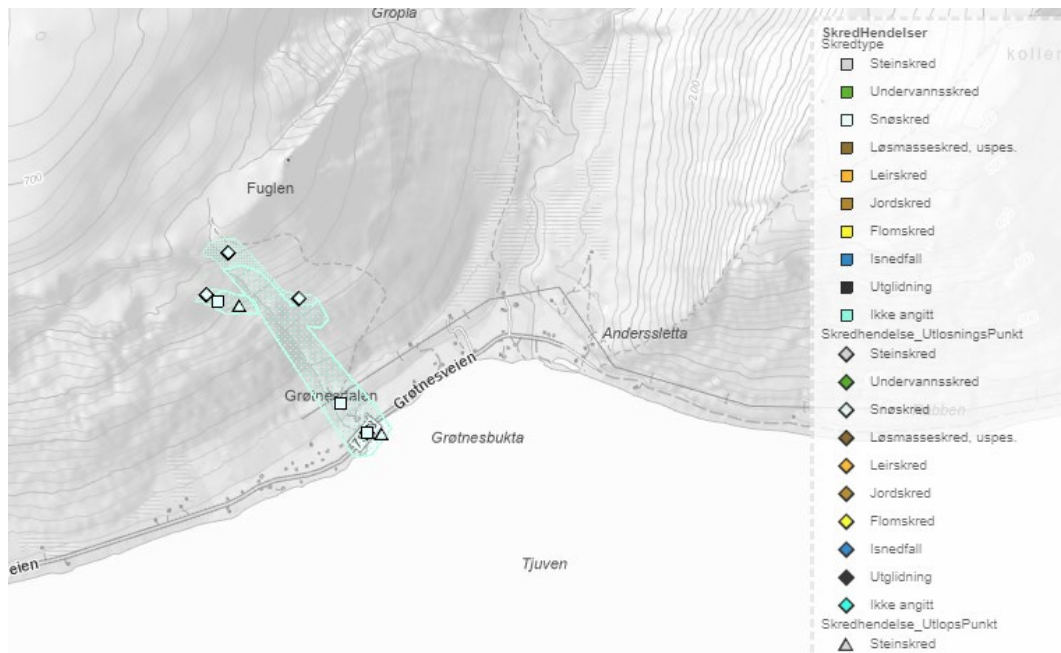 Gropla
700
Fuglen
200
Anderssletta
Grøtnesdalen
Grøtnesveien
Grøtnesbukta
Tjuven
eien
SkredHendelser
Skredtype
koller
Steinskred
Undervannsskred
Snøskred
Løsmasseskred, uspes.
Leirskred
Jordskred
Flomskred
Isnedfall
Utglidning
Ikke angitt
Skredhendelse_UtlosningsPunkt
Steinskred
Undervannsskred
Snøskred
Løsmasseskred, uspes.
Leirskred
Jordskred
Flomskred
Isnedfall
Utglidning
Ikke angitt
Skredhendelse_UtlopsPunkt
Steinskred